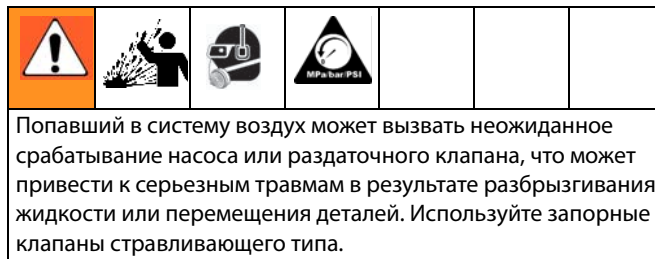 MPa/bar/PSI
Попавший в систему воздух может вызвать неожиданное
срабатывание насоса или раздаточного клапана, что может
привести к серьезным травмам в результате разбрызгивания
жидкости или перемещения деталей. Используйте запорные
клапаны стравливающего типа.